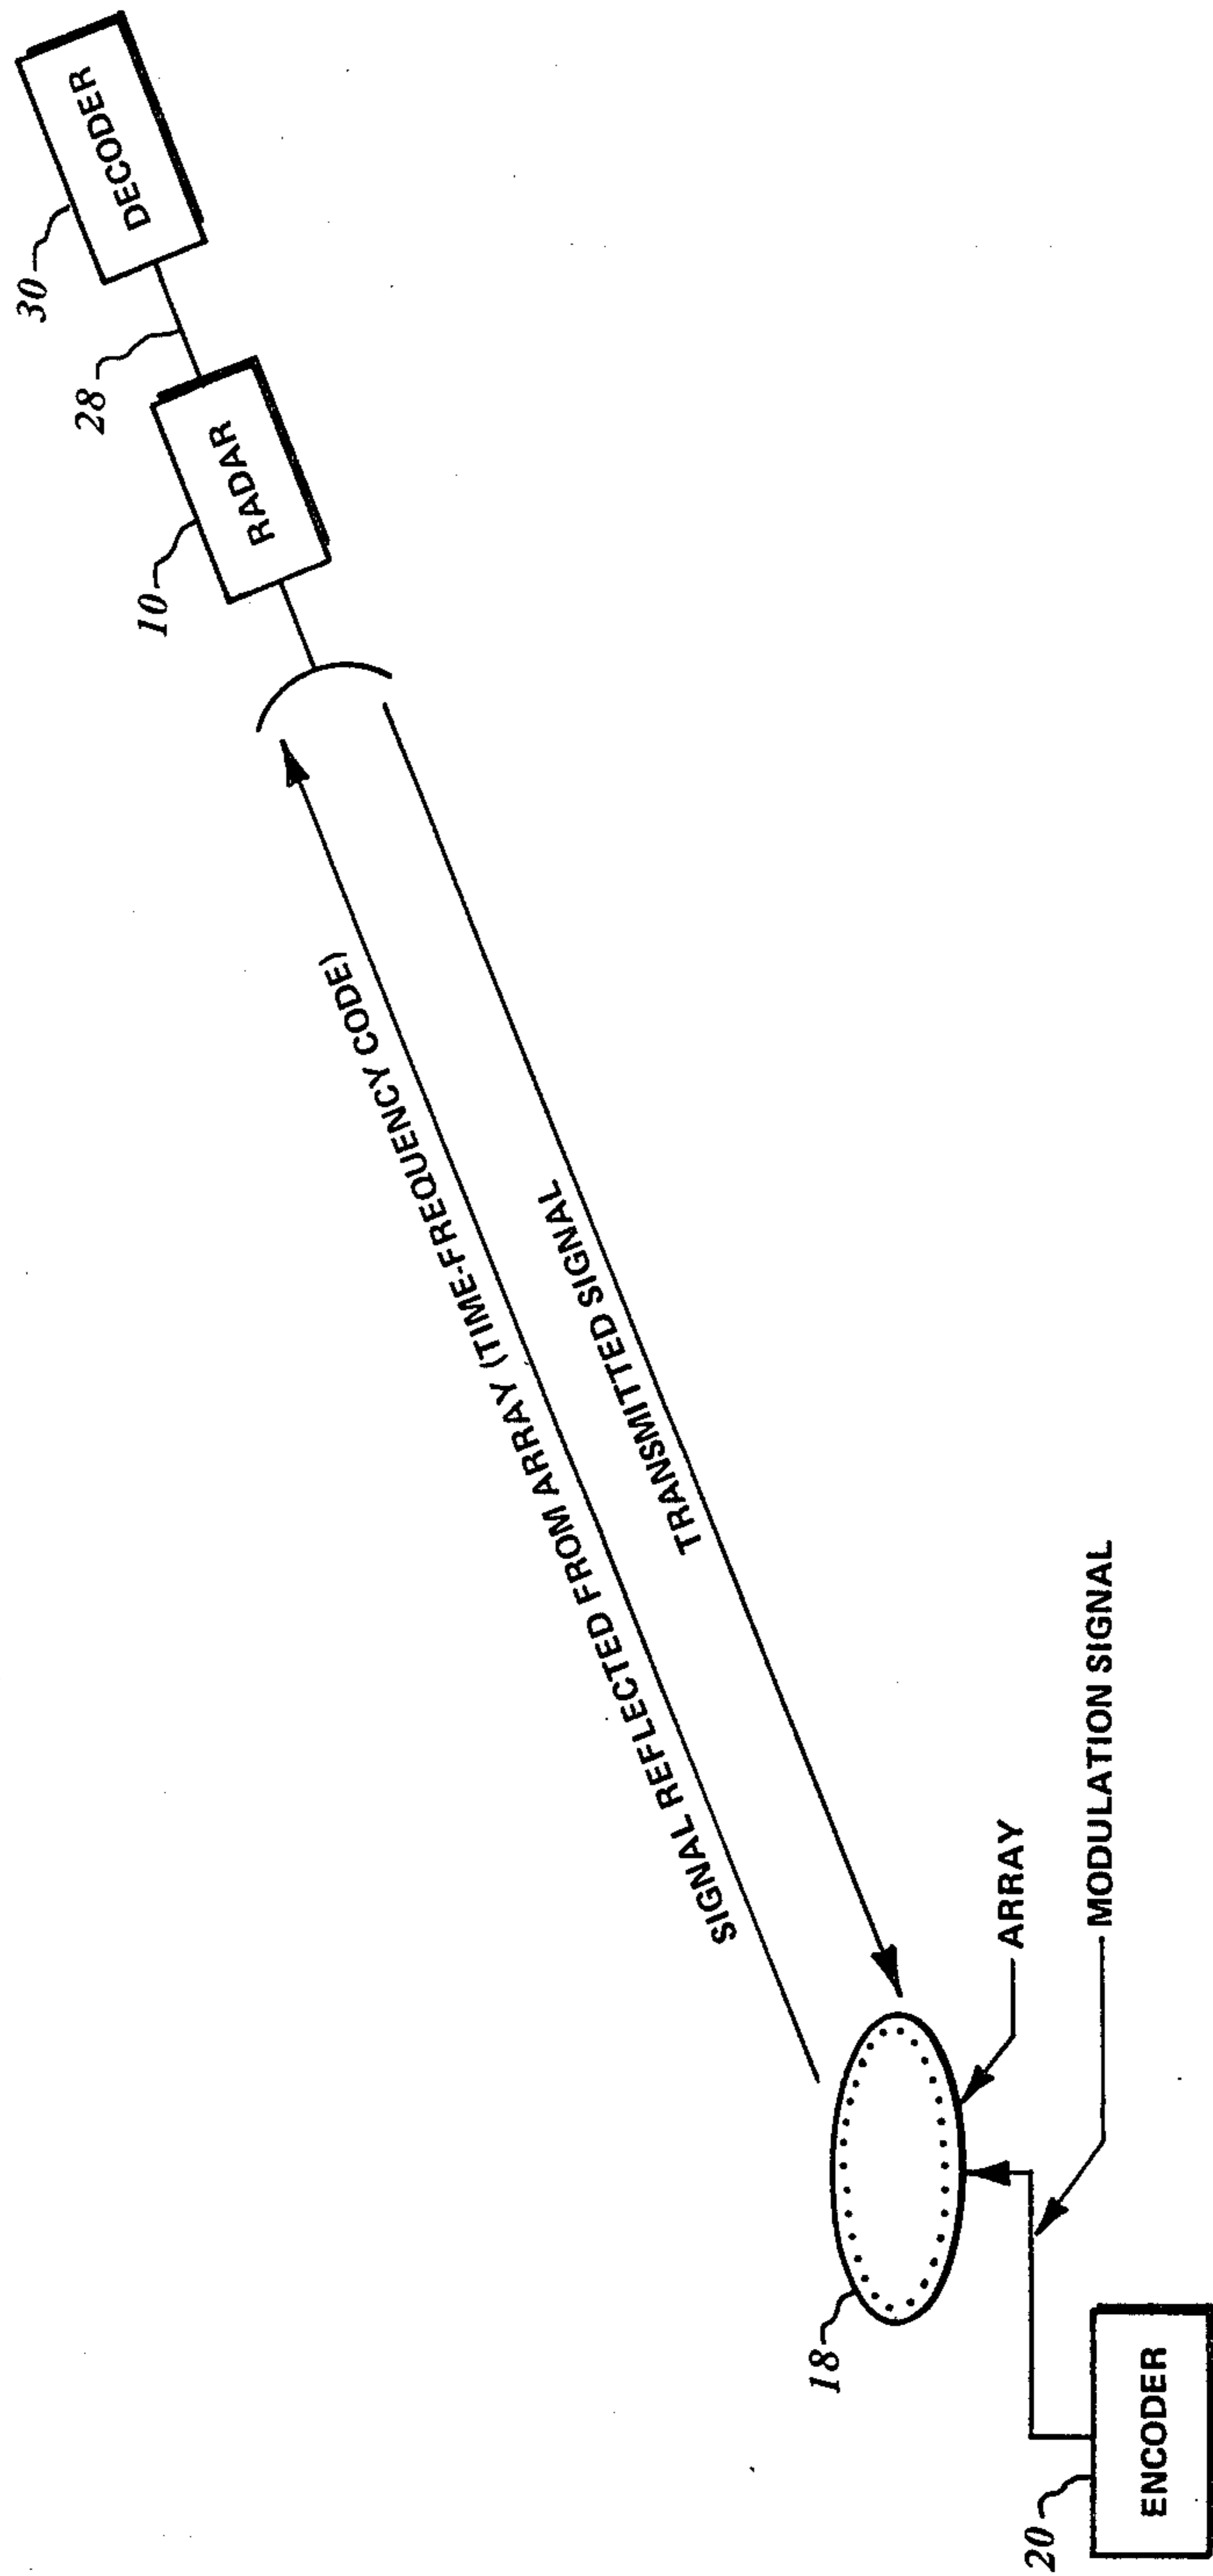 30
DECODER
28
10
RADAR
SIGNAL REFLECTED FROM ARRAY (TIME-FREQUENCY CODE)
TRANSMITTED SIGNAL
18
ARRAY
MODULATION SIGNAL
20
ENCODER